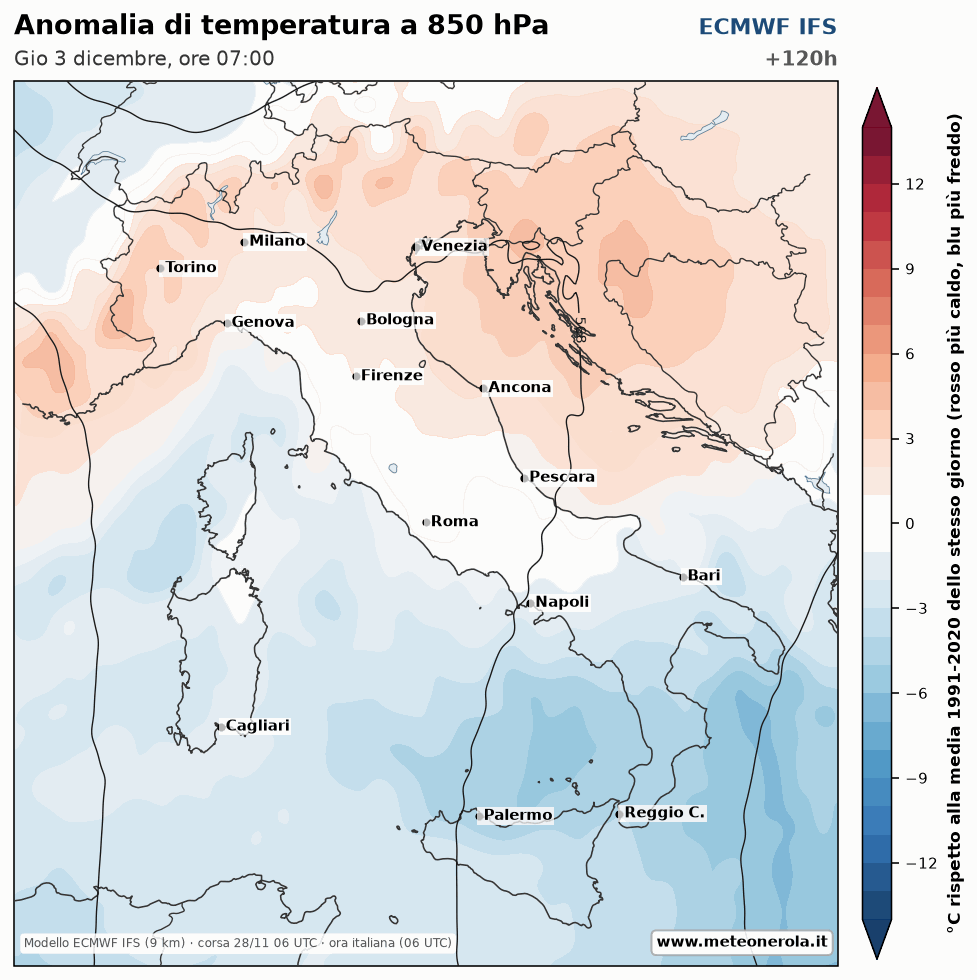 Anomalia di temperatura a 850 hPa
ECMWF IFS
Gio 3 dicembre, ore 07:00
+120h
Milano
Venezia
Torino
Genova
Bologna
Firenze
Ancona
Pescara
Roma
Bari
Napoli
Cagliari
Palermo
Reggio C.
12
9
6
3
0
−3
−6
−9
−12
°C rispetto alla media 1991-2020 dello stesso giorno (rosso più caldo, blu più freddo)
Modello ECMWF IFS (9 km) · corsa 28/11 06 UTC · ora italiana (06 UTC)
www.meteonerola.it